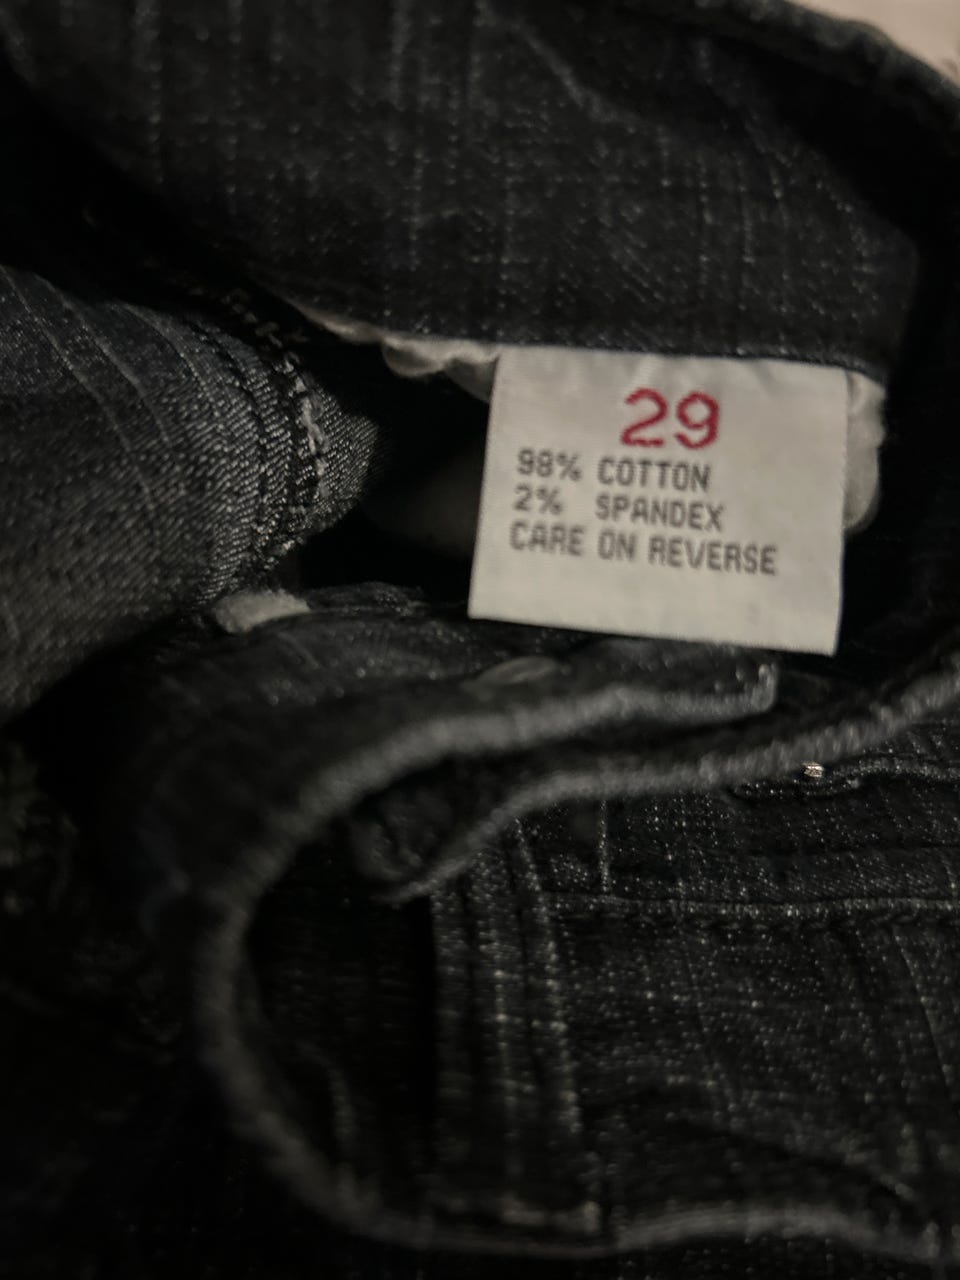 29
98% COTTON
2% SPANDEX
CARE ON REVERSE